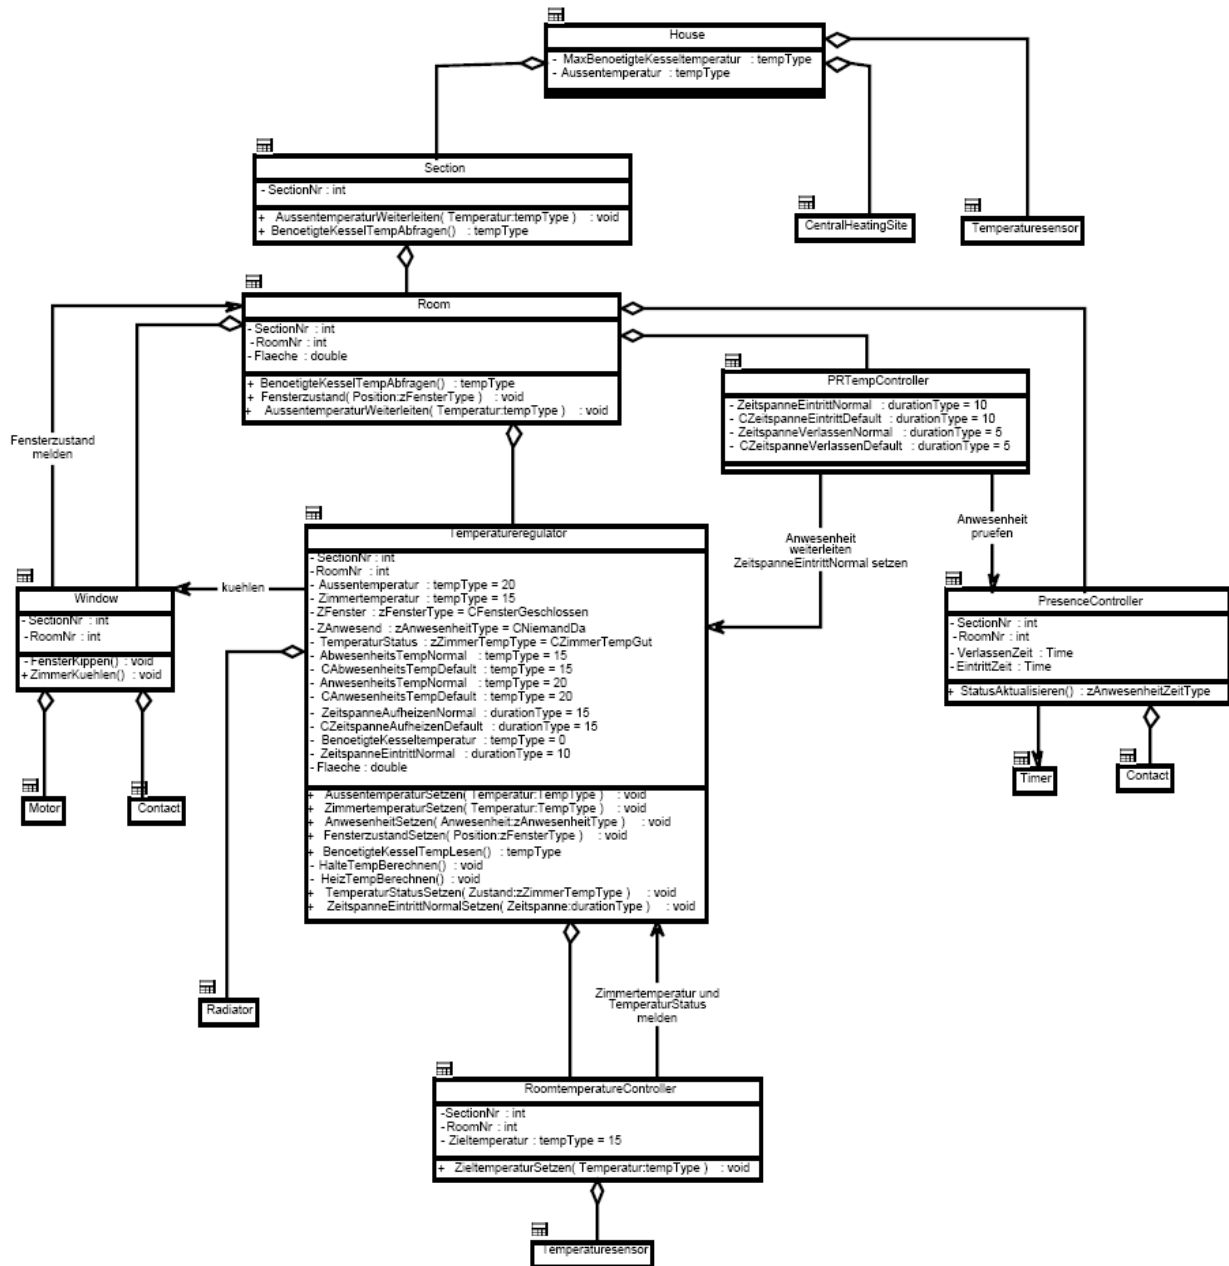 House
- MaxBenoetigteKesseltemperatur : tempType
- Aussentemperatur : tempType
Section
- SectionNr : int
+ AussentemperaturWeiterleiten( Temperatur:tempType ) : void
+ BenoetigteKesselTempAbfragen() : tempType
CentralHeatingSite
Temperaturesensor
Room
- SectionNr : int
- RoomNr : int
- Flaeche : double
+ BenoetigteKesselTempAbfragen() : tempType
+ Fensterzustand( Position:zFensterType ) : void
+ AussentemperaturWeiterleiten( Temperatur:tempType ) : void
PRTempController
- ZeitspanneEintrittNormal : durationType = 10
- CZeitspanneEintrittDefault : durationType = 10
- ZeitspanneVerlassenNormal : durationType = 5
- CZeitspanneVerlassenDefault : durationType = 5
Fensterzustand
melden
Anwesenheit
weiterleiten
ZeitspanneEintrittNormal setzen
Anwesenheit
pruefen
Temperatureregulator
- SectionNr : int
- RoomNr : int
- Aussentemperatur : tempType = 20
- Zimmertemperatur : tempType = 15
- ZFenster : zFensterType = CFensterGeschlossen
- ZAnwesend : zAnwesenheitType = CNiemandDa
- TemperaturStatus : zZimmerTempType = CZimmerTempGut
- AbwesenheitsTempNormal : tempType = 15
- CAbwesenheitsTempDefault : tempType = 15
- AnwesenheitsTempNormal : tempType = 20
- CAnwesenheitsTempDefault : tempType = 20
- ZeitspanneAufheizenNormal : durationType = 15
- CZeitspanneAufheizenDefault : durationType = 15
- BenoetigteKesseltemperatur : tempType = 0
- ZeitspanneEintrittNormal : durationType = 10
- Flaeche : double
+ AussentemperaturSetzen( Temperatur:TempType ) : void
+ ZimmertemperaturSetzen( Temperatur:TempType ) : void
+ AnwesenheitSetzen( Anwesenheit:zAnwesenheitType ) : void
+ FensterzustandSetzen( Position:zFensterType ) : void
+ BenoetigteKesselTempLesen() : tempType
- HalteTempBerechnen() : void
- HeizTempBerechnen() : void
+ TemperaturStatusSetzen( Zustand:zZimmerTempType ) : void
+ ZeitspanneEintrittNormalSetzen( Zeitspanne:durationType ) : void
kuehlen
Window
- SectionNr : int
- RoomNr : int
- FensterKippen() : void
+ ZimmerKuehlen() : void
Motor
Contact
PresenceController
- SectionNr : int
- RoomNr : int
- VerlassenZeit : Time
- EintrittZeit : Time
+ StatusAktualisieren() : zAnwesenheitZeitType
Timer
Contact
Radiator
Zimmertemperatur und
TemperaturStatus
melden
RoomtemperatureController
- SectionNr : int
- RoomNr : int
- Zieltemperatur : tempType = 15
+ ZieltemperaturSetzen( Temperatur:tempType ) : void
Temperaturesensor